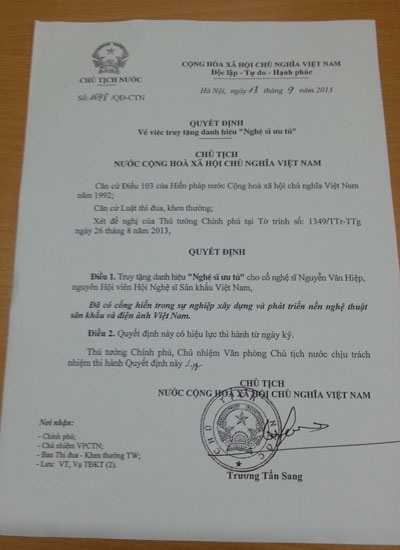 CHỦ TỊCH NƯỚC
Số: /QĐ-CTN
CỘNG HÒA XÃ HỘI CHỦ NGHĨA VIỆT NAM
Độc lập - Tự do - Hạnh phúc
Hà Nội, ngày 13 tháng 9 năm 2013
QUYẾT ĐỊNH
Về việc truy tặng danh hiệu "Nghệ sĩ ưu tú"
CHỦ TỊCH
NƯỚC CỘNG HOÀ XÃ HỘI CHỦ NGHĨA VIỆT NAM
Căn cứ Điều 103 của Hiến pháp nước Cộng hoà xã hội chủ nghĩa Việt Nam
năm 1992;
Căn cứ Luật thi đua, khen thưởng;
Xét đề nghị của Thủ tướng Chính phủ tại Tờ trình số: 1349/TTr-TTg
ngày 26 tháng 8 năm 2013,
QUYẾT ĐỊNH
Điều 1. Truy tặng danh hiệu "Nghệ sĩ ưu tú" cho cố nghệ sĩ Nguyễn Văn Hiệp,
nguyên Hội viên Hội Nghệ sĩ Sân khấu Việt Nam,
Đã có cống hiến trong sự nghiệp xây dựng và phát triển nền nghệ thuật
sân khấu và điện ảnh Việt Nam.
Điều 2. Quyết định này có hiệu lực thi hành từ ngày ký.
Thủ tướng Chính phủ, Chủ nhiệm Văn phòng Chủ tịch nước chịu trách
nhiệm thi hành Quyết định này
CHỦ TỊCH
NƯỚC CỘNG HOÀ XÃ HỘI CHỦ NGHĨA VIỆT NAM
Nơi nhận:
- Chính phủ;
- Chủ nhiệm VPCTN;
- Ban Thi đua - Khen thưởng TW;
- Lưu: VT, Vụ TĐKT (2).
CHỦ TỊCH NƯỚC
Trương Tấn Sang